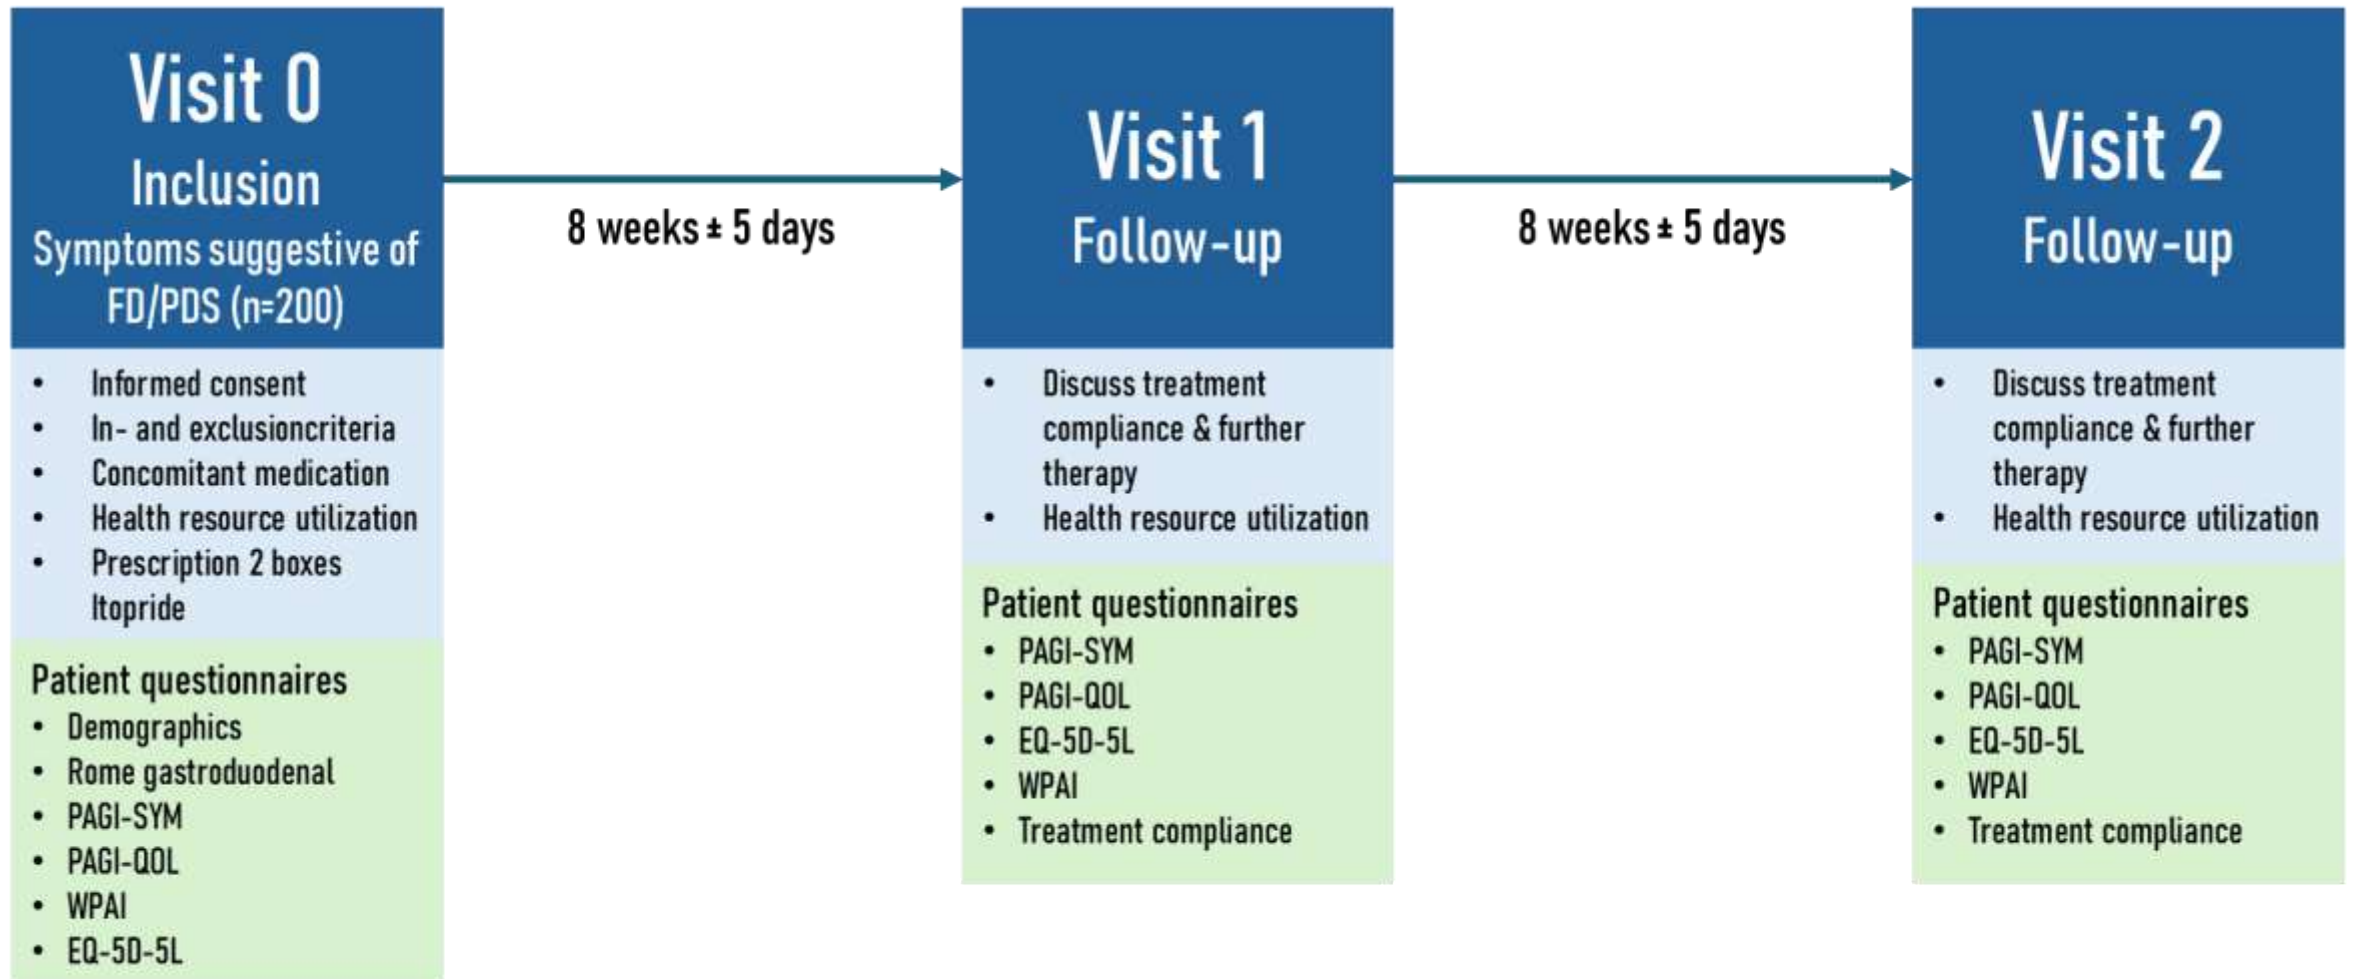 Visit 0
Inclusion
Symptoms suggestive of
FD/PDS (n=200)
• Informed consent
• In- and exclusioncriteria
• Concomitant medication
• Health resource utilization
• Prescription 2 boxes
Itopride
Patient questionnaires
• Demographics
• Rome gastroduodenal
• PAGI-SYM
• PAGI-QOL
• WPAI
• EQ-5D-5L
8 weeks ± 5 days
Visit 1
Follow-up
• Discuss treatment
compliance & further
therapy
• Health resource utilization
Patient questionnaires
• PAGI-SYM
• PAGI-QOL
• EQ-5D-5L
• WPAI
• Treatment compliance
8 weeks ± 5 days
Visit 2
Follow-up
• Discuss treatment
compliance & further
therapy
• Health resource utilization
Patient questionnaires
• PAGI-SYM
• PAGI-QOL
• EQ-5D-5L
• WPAI
• Treatment compliance